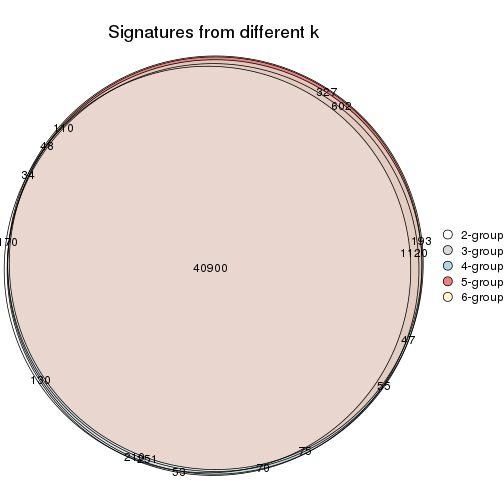 Signatures from different k
327
602
110
48
34
170
193
1120
40900
47
55
130
75
251
70
2-group
3-group
4-group
5-group
6-group